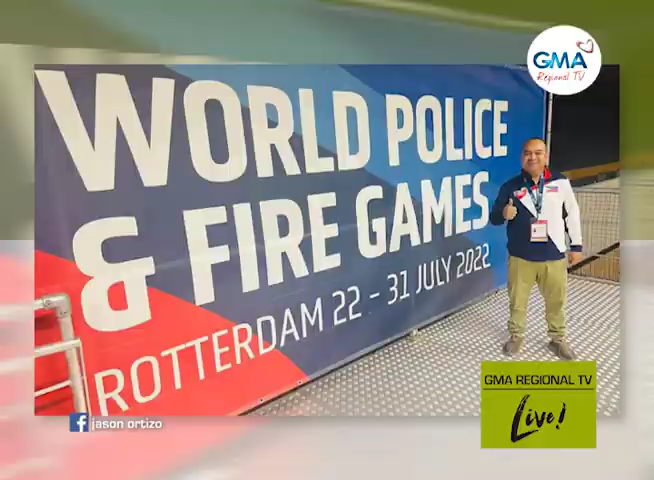 GMA
Regional TV
WORLD POLICE
& FIRE GAMES
ROTTERDAM 22 - 31 JULY 2022
GMA REGIONAL TV
Live!
jason ortizo